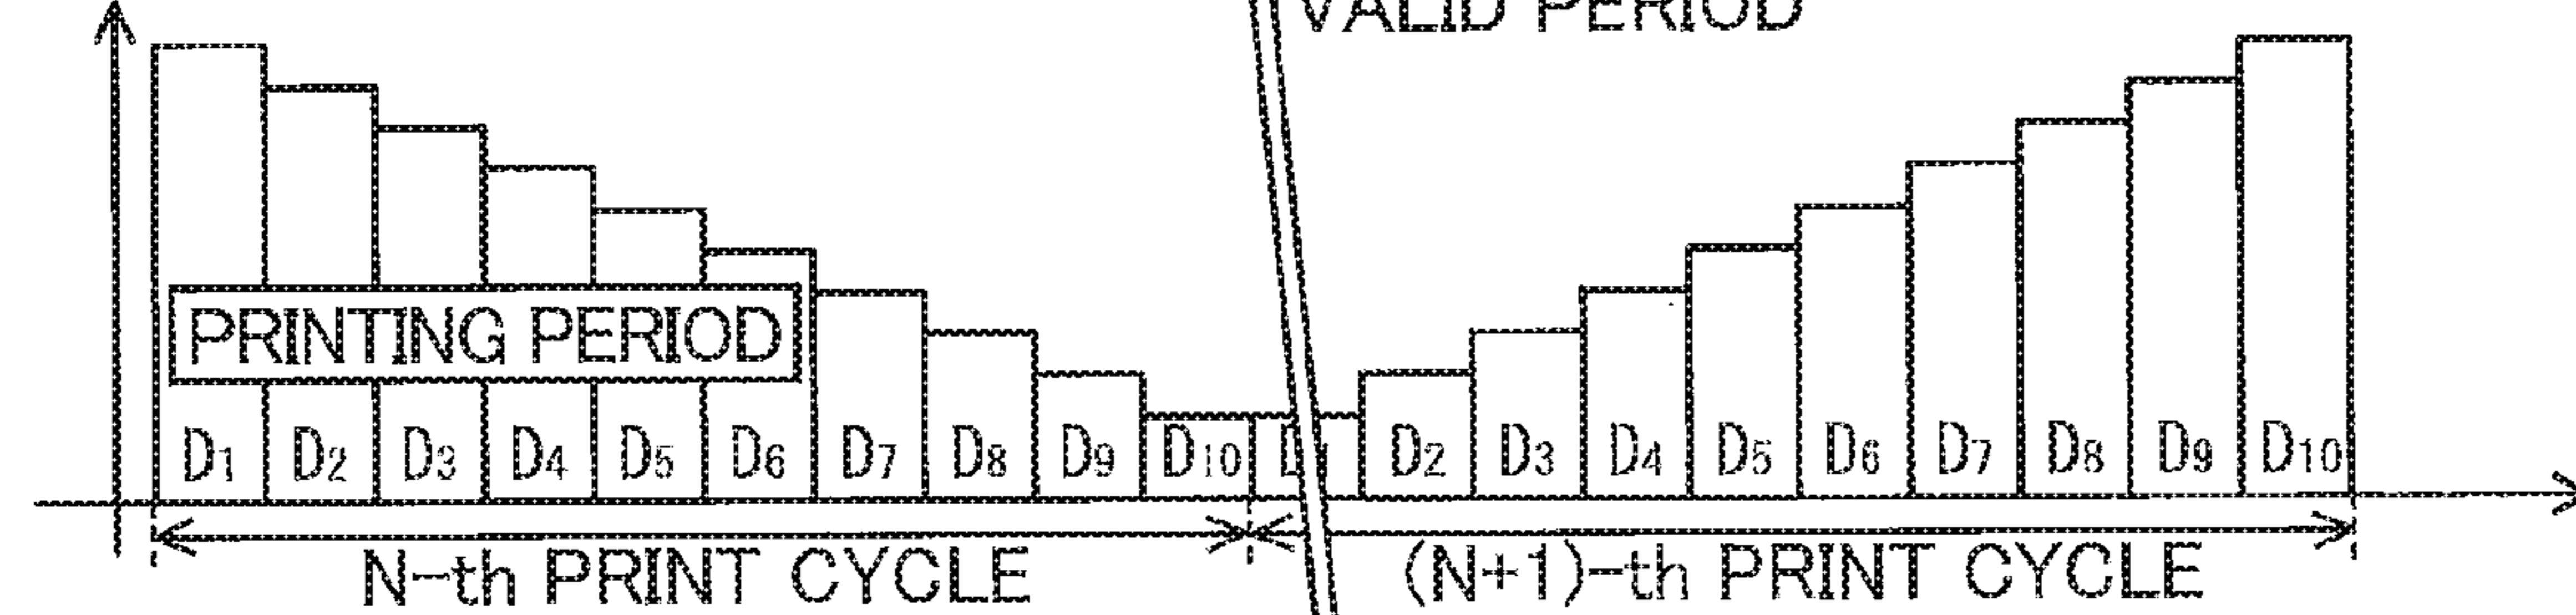 VALID PERIOD
PRINTING PERIOD
D1 D2 D3 D4 D5 D6 D7 D8 D9 D10 D2 D3 D4 D5 D6 D7 D8 D9 D10
N-th PRINT CYCLE (N+1)-th PRINT CYCLE